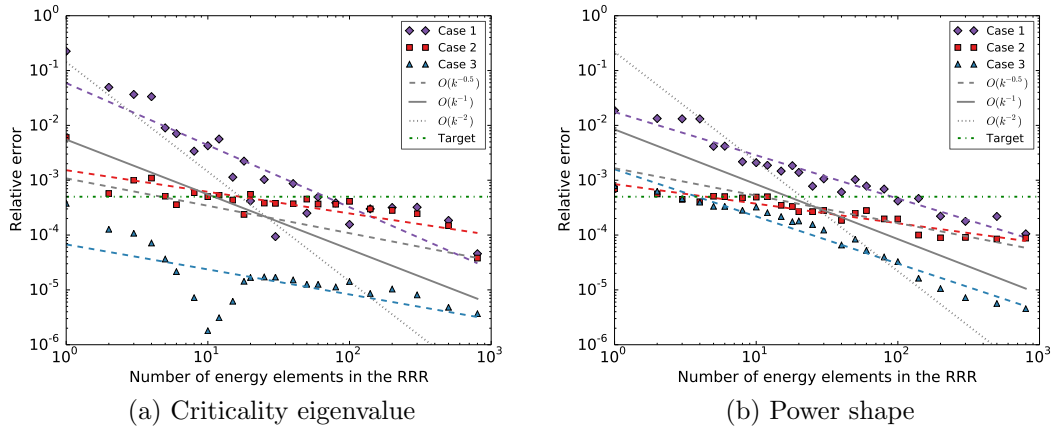 10^0
10^-1
10^-2
10^-3
10^-4
10^-5
10^-6
Relative error
10^0
10^1
10^2
10^3
Number of energy elements in the RRR
Case 1
Case 2
Case 3
O(k^-0.5)
O(k^-1)
O(k^-2)
Target
(a) Criticality eigenvalue
10^0
10^-1
10^-2
10^-3
10^-4
10^-5
10^-6
Relative error
10^0
10^1
10^2
10^3
Number of energy elements in the RRR
Case 1
Case 2
Case 3
O(k^-0.5)
O(k^-1)
O(k^-2)
Target
(b) Power shape